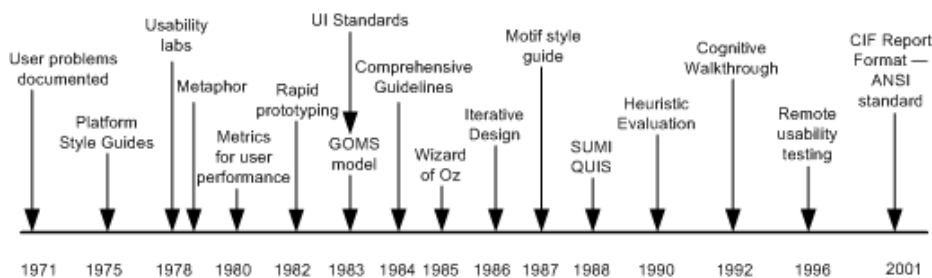 User problems
documented
Platform
Style Guides
Usability
labs
Metaphor
Metrics
for user
performance
Rapid
prototyping
UI Standards
GOMS
model
Comprehensive
Guidelines
Wizard
of Oz
Iterative
Design
Motif style
guide
SUMI
QUIS
Heuristic
Evaluation
Cognitive
Walkthrough
Remote
usability
testing
CIF Report
Format —
ANSI
standard
1971 1975 1978 1980 1982 1983 1984 1985 1986 1987 1988 1990 1992 1996 2001